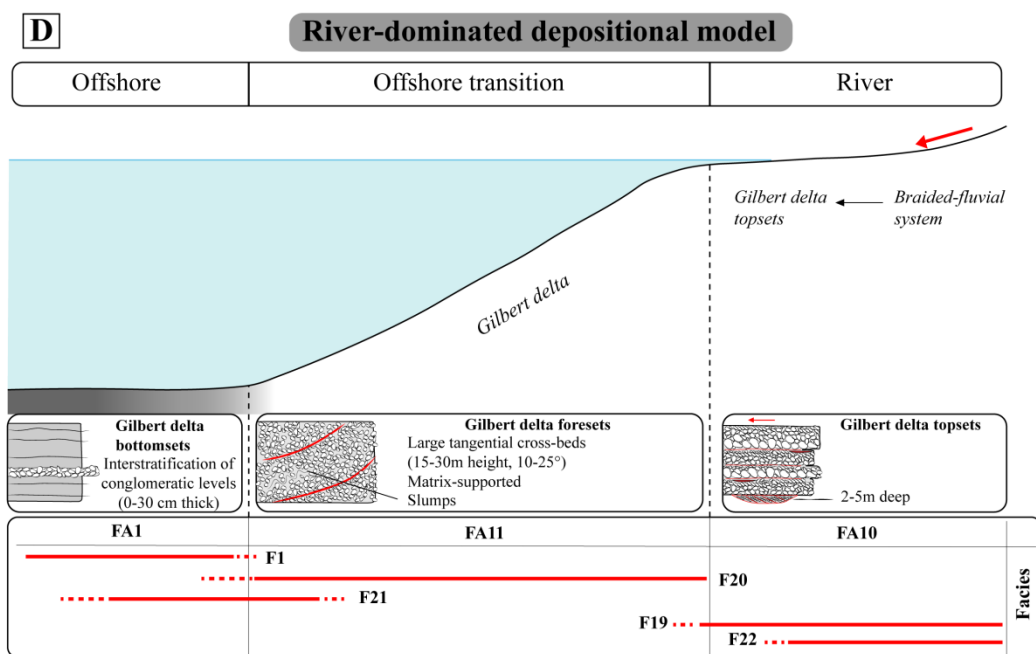 D
River-dominated depositional model
Offshore
Offshore transition
River
Gilbert delta
topsets
Braided-fluvial
system
Gilbert delta
Gilbert delta
bottomsets
Interstratification of
conglomeratic levels
(0-30 cm thick)
Gilbert delta foresets
Large tangential cross-beds
(15-30m height, 10-25°)
Matrix-supported
Slumps
Gilbert delta topsets
2-5m deep
FA1
FA11
FA10
Facies
F1
F20
F21
F19
F22